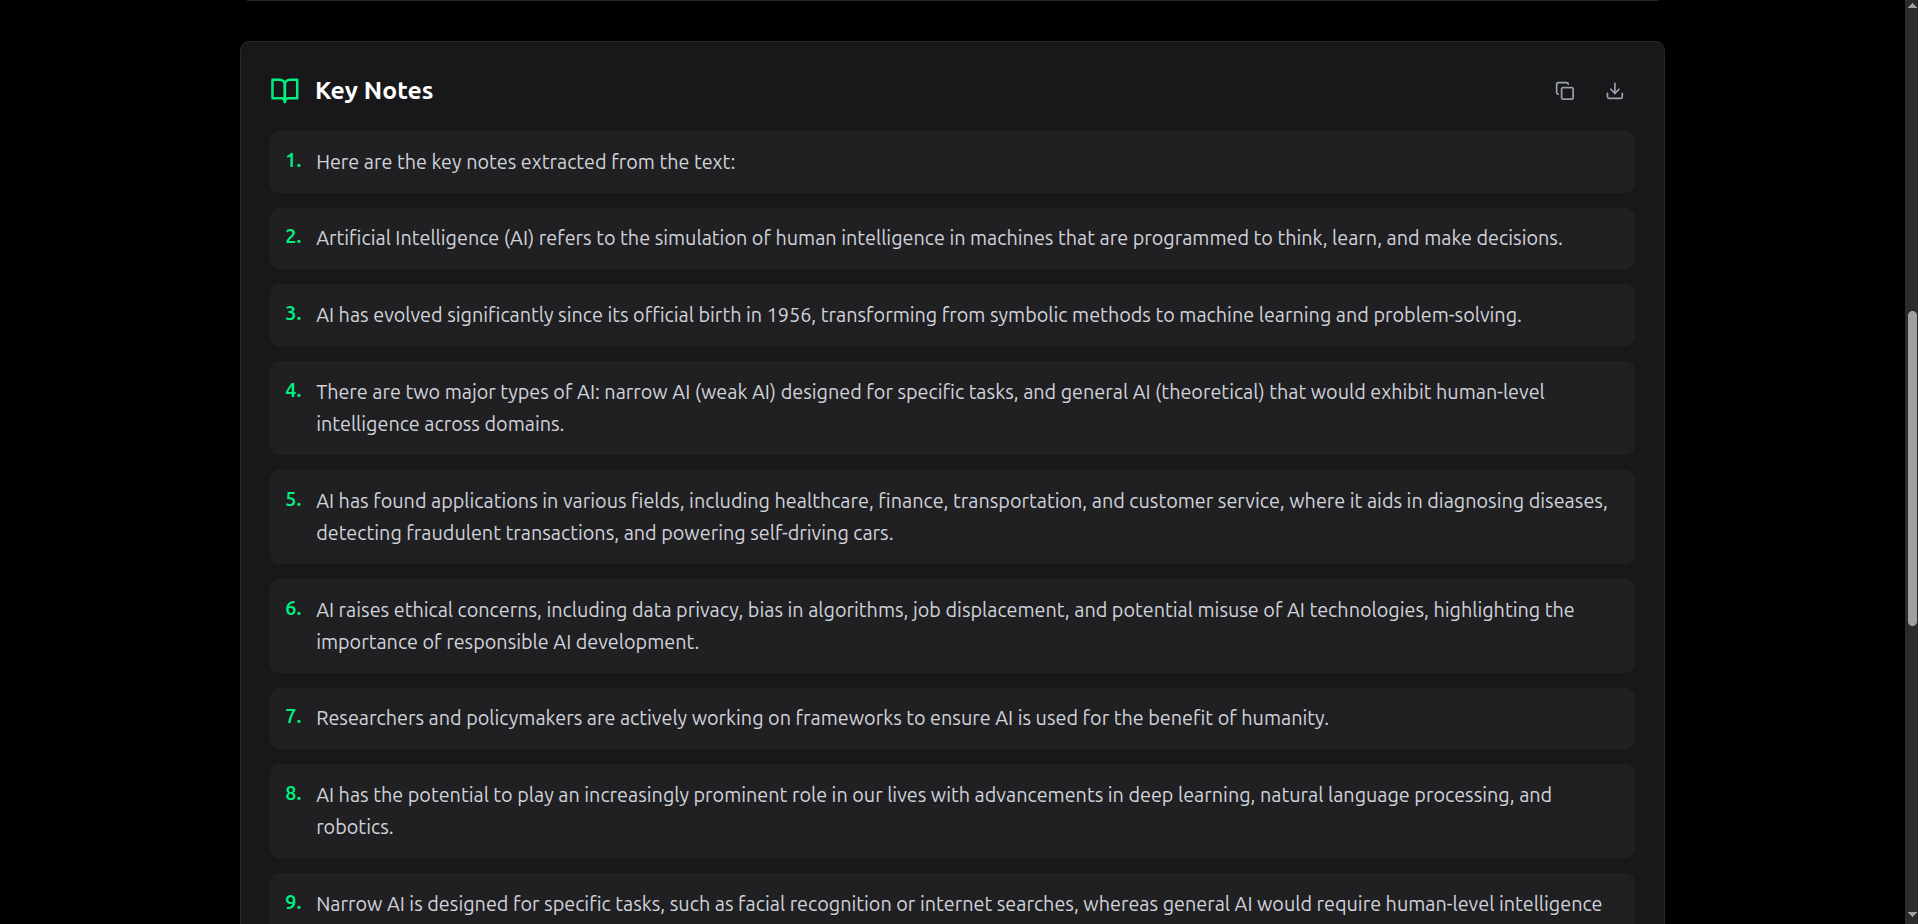 Key Notes
1. Here are the key notes extracted from the text:
2. Artificial Intelligence (AI) refers to the simulation of human intelligence in machines that are programmed to think, learn, and make decisions.
3. AI has evolved significantly since its official birth in 1956, transforming from symbolic methods to machine learning and problem-solving.
4. There are two major types of AI: narrow AI (weak AI) designed for specific tasks, and general AI (theoretical) that would exhibit human-level
intelligence across domains.
5. AI has found applications in various fields, including healthcare, finance, transportation, and customer service, where it aids in diagnosing diseases,
detecting fraudulent transactions, and powering self-driving cars.
6. AI raises ethical concerns, including data privacy, bias in algorithms, job displacement, and potential misuse of AI technologies, highlighting the
importance of responsible AI development.
7. Researchers and policymakers are actively working on frameworks to ensure AI is used for the benefit of humanity.
8. AI has the potential to play an increasingly prominent role in our lives with advancements in deep learning, natural language processing, and
robotics.
9. Narrow AI is designed for specific tasks, such as facial recognition or internet searches, whereas general AI would require human-level intelligence